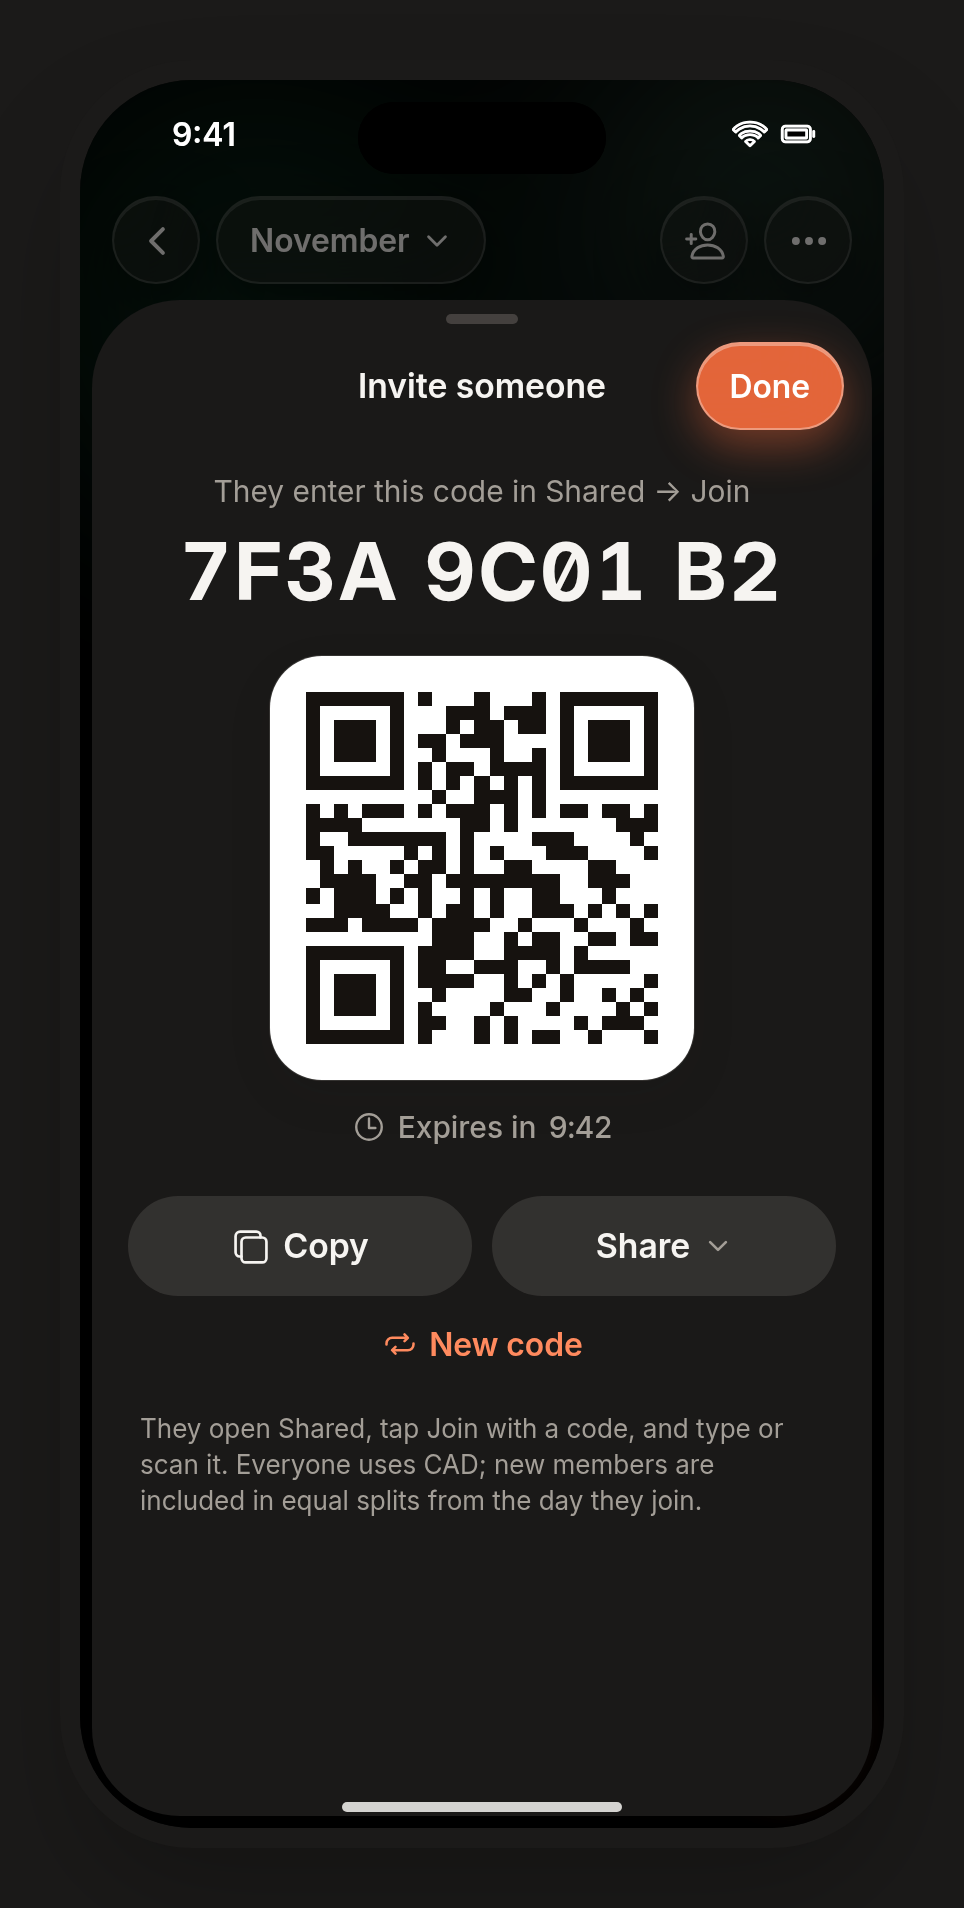 9:41
November
Invite someone
Done
They enter this code in Shared → Join
7F3A 9C01 B2
Expires in 9:42
Copy
Share
New code
They open Shared, tap Join with a code, and type or
scan it. Everyone uses CAD; new members are
included in equal splits from the day they join.